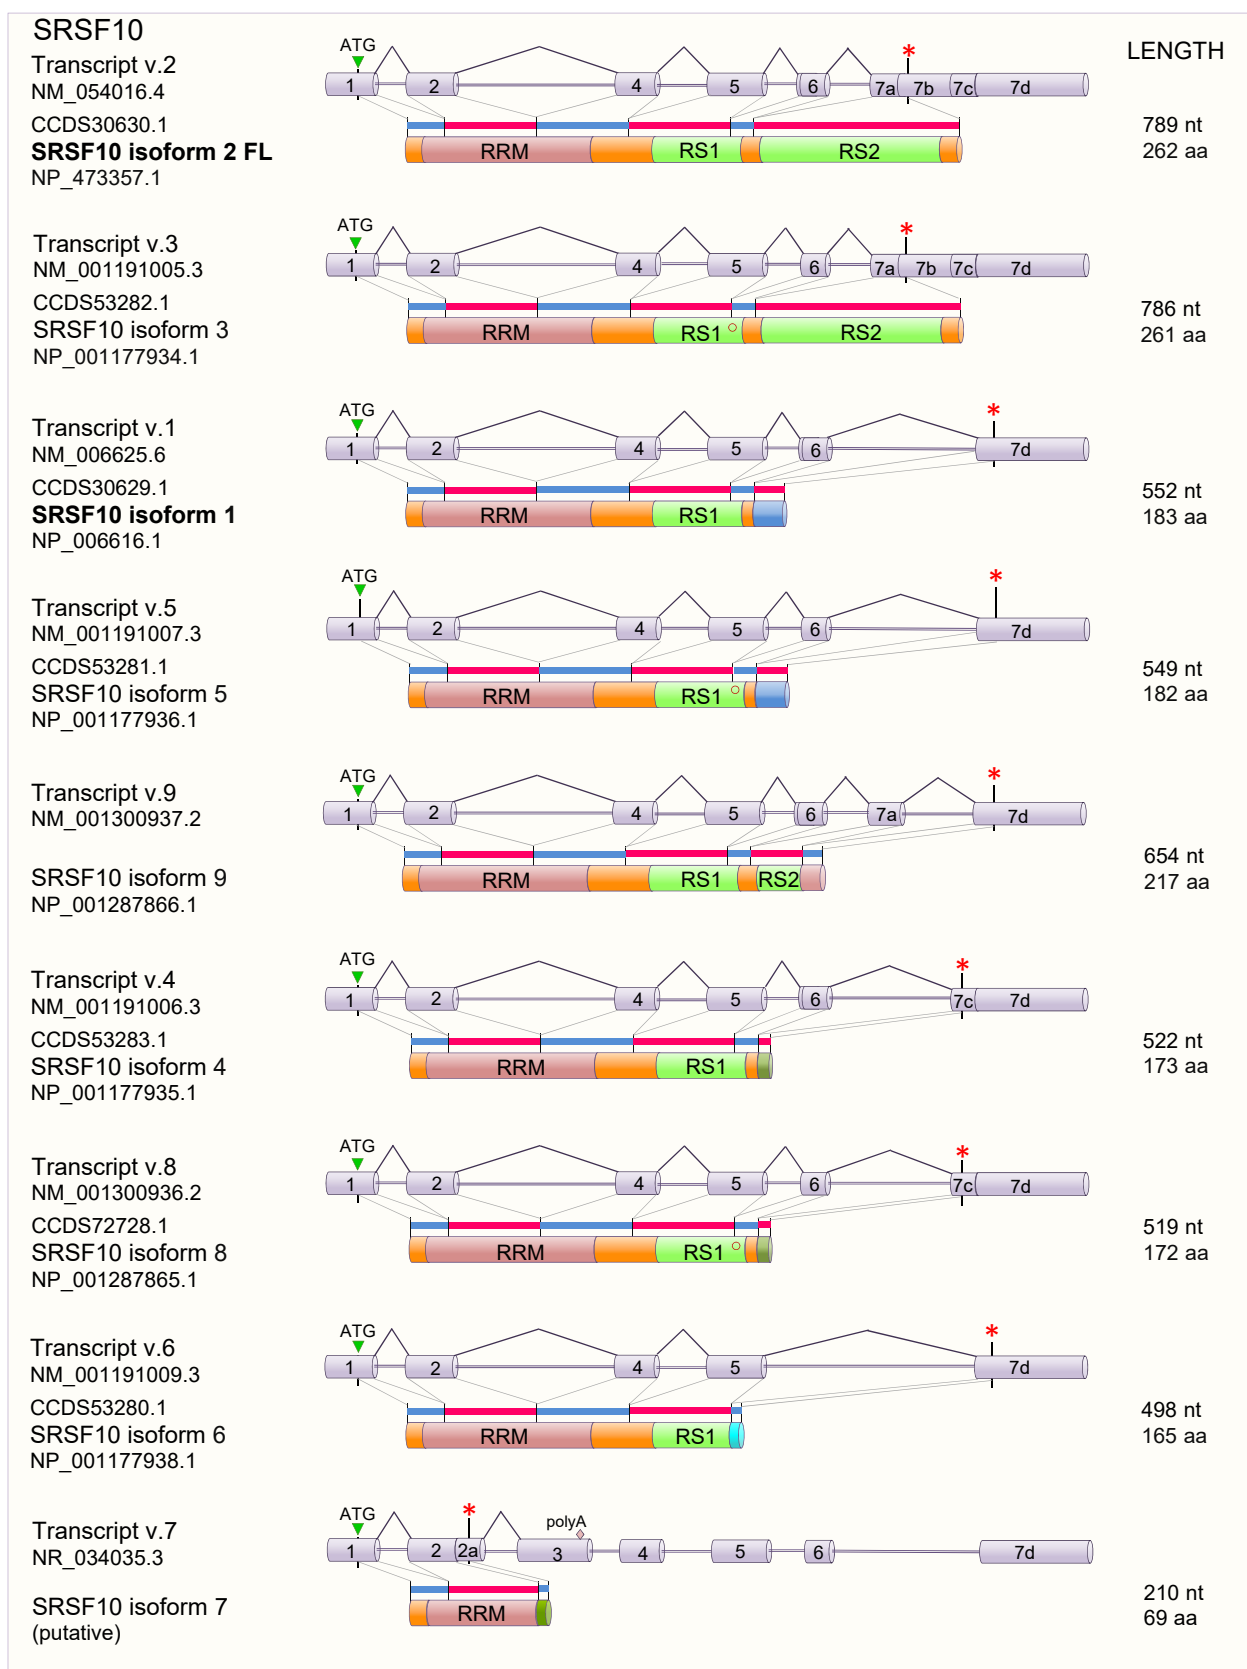 SRSF10
LENGTH
Transcript v.2
NM_054016.4
CCDS30630.1
SRSF10 isoform 2 FL
NP_473357.1
ATG
*
1 2 4 5 6 7a 7b 7c 7d
RRM RS1 RS2
789 nt
262 aa
Transcript v.3
NM_001191005.3
CCDS53282.1
SRSF10 isoform 3
NP_001177934.1
ATG
*
1 2 4 5 6 7a 7b 7c 7d
RRM RS1 RS2
786 nt
261 aa
Transcript v.1
NM_006625.6
CCDS30629.1
SRSF10 isoform 1
NP_006616.1
ATG
*
1 2 4 5 6 7d
RRM RS1
552 nt
183 aa
Transcript v.5
NM_001191007.3
CCDS53281.1
SRSF10 isoform 5
NP_001177936.1
ATG
*
1 2 4 5 6 7d
RRM RS1
549 nt
182 aa
Transcript v.9
NM_001300937.2
SRSF10 isoform 9
NP_001287866.1
ATG
*
1 2 4 5 6 7a 7d
RRM RS1 RS2
654 nt
217 aa
Transcript v.4
NM_001191006.3
CCDS53283.1
SRSF10 isoform 4
NP_001177935.1
ATG
*
1 2 4 5 6 7c 7d
RRM RS1
522 nt
173 aa
Transcript v.8
NM_001300936.2
CCDS72728.1
SRSF10 isoform 8
NP_001287865.1
ATG
*
1 2 4 5 6 7c 7d
RRM RS1
519 nt
172 aa
Transcript v.6
NM_001191009.3
CCDS53280.1
SRSF10 isoform 6
NP_001177938.1
ATG
*
1 2 4 5 7d
RRM RS1
498 nt
165 aa
Transcript v.7
NR_034035.3
SRSF10 isoform 7
(putative)
ATG
*
polyA
1 2 2a 3 4 5 6 7d
RRM
210 nt
69 aa